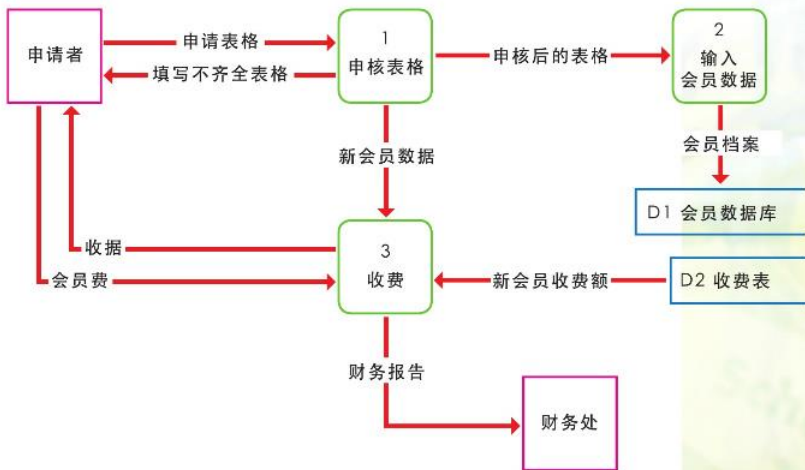 申请者
申请表格
填写不齐全表格
1
申核表格
申核后的表格
2
输入
会员数据
新会员数据
会员档案
D1 会员数据库
收据
会员费
3
收费
新会员收费额
D2 收费表
财务报告
财务处